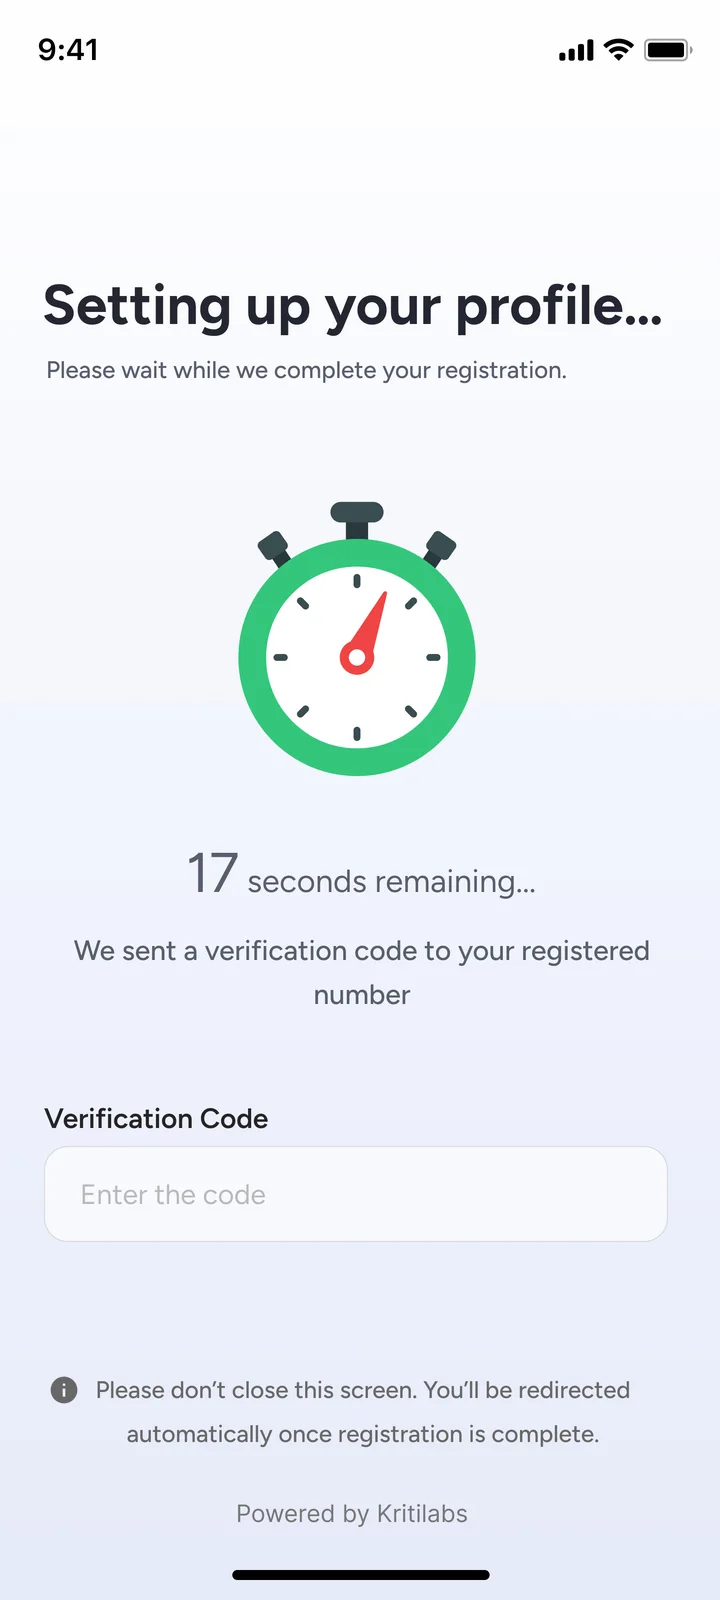 9:41
Setting up your profile...
Please wait while we complete your registration.
17 seconds remaining...
We sent a verification code to your registered
number
Verification Code
Enter the code
Please don’t close this screen. You’ll be redirected
automatically once registration is complete.
Powered by Kritilabs